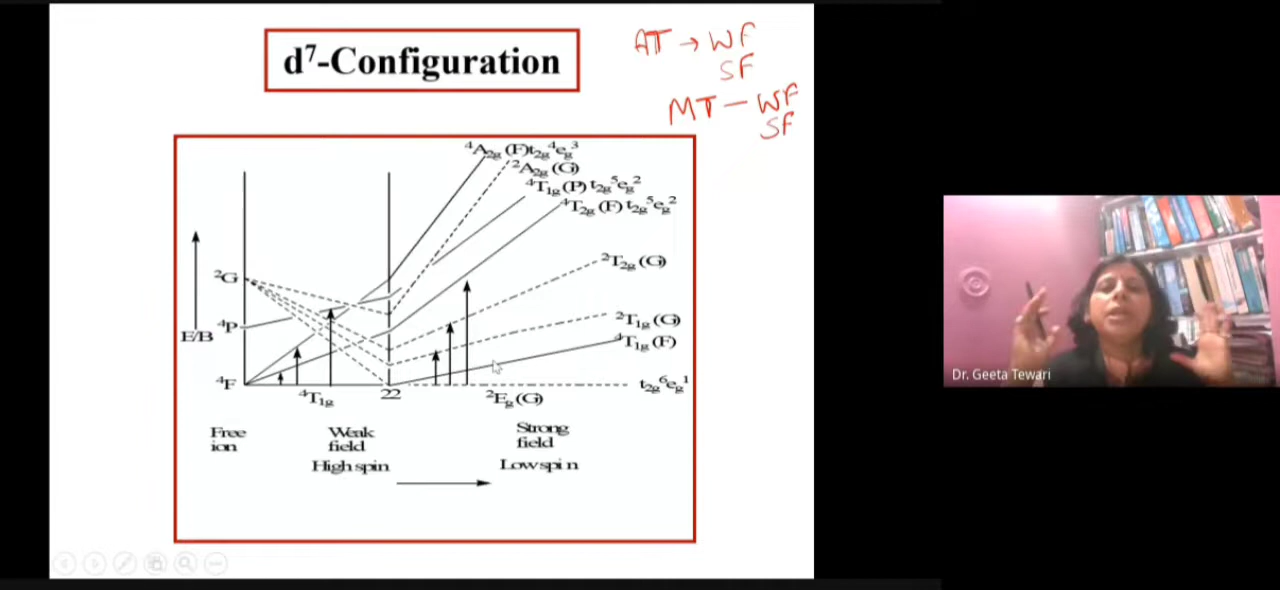 d⁷-Configuration
AT → WF
SF
MT – WF
SF
⁴A₂g (F)t₂g⁴eg³
²A₂g (G)
⁴T₁g (P) t₂g⁵eg²
⁴T₂g (F) t₂g⁵eg²
²G
²T₂g (G)
⁴P
E/B
²T₁g (G)
⁴T₁g (F)
⁴F
t₂g⁶eg¹
⁴T₁g
22
²Eg (G)
Free
ion
Weak
field
High spin
Strong
field
Low spin
Dr. Geeta Tewari